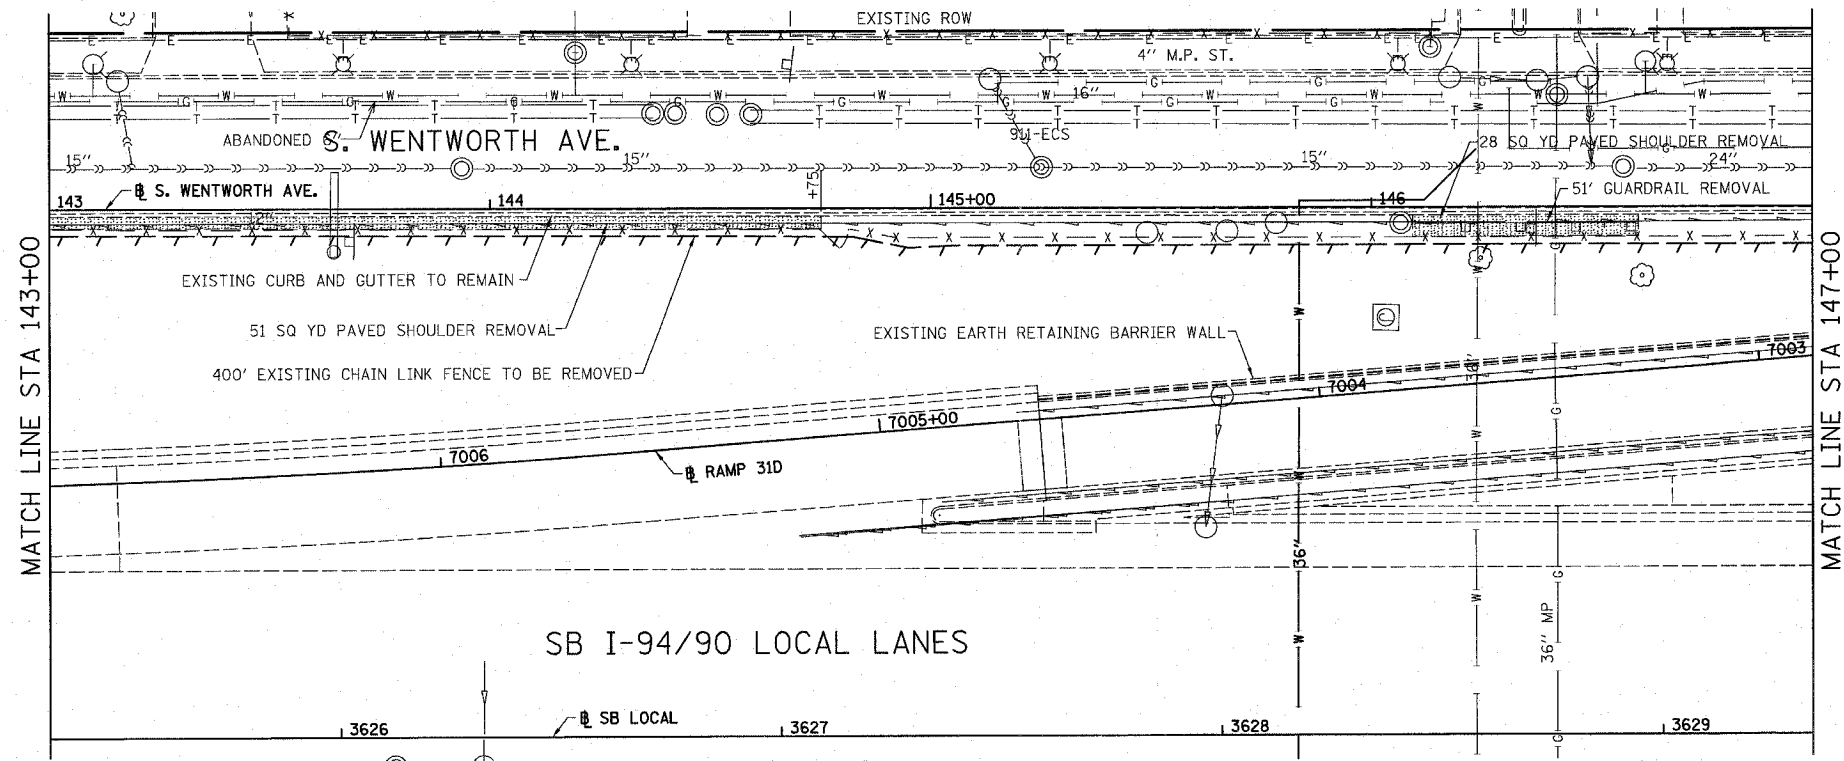 EXISTING ROW
4" M.P. ST.
16"
ABANDONED
S. WENTWORTH AVE.
911-ECS
28 SQ YD PAVED SHOULDER REMOVAL
15"
15"
15"
24"
℄ S. WENTWORTH AVE.
+75
51' GUARDRAIL REMOVAL
143
144
145+00
146
12"
EXISTING CURB AND GUTTER TO REMAIN
51 SQ YD PAVED SHOULDER REMOVAL
400' EXISTING CHAIN LINK FENCE TO BE REMOVED
EXISTING EARTH RETAINING BARRIER WALL
MATCH LINE STA 143+00
MATCH LINE STA 147+00
7003
7004
7005+00
7006
℄ RAMP 31D
36"
36" MP
SB I-94/90 LOCAL LANES
℄ SB LOCAL
3626
3627
3628
3629